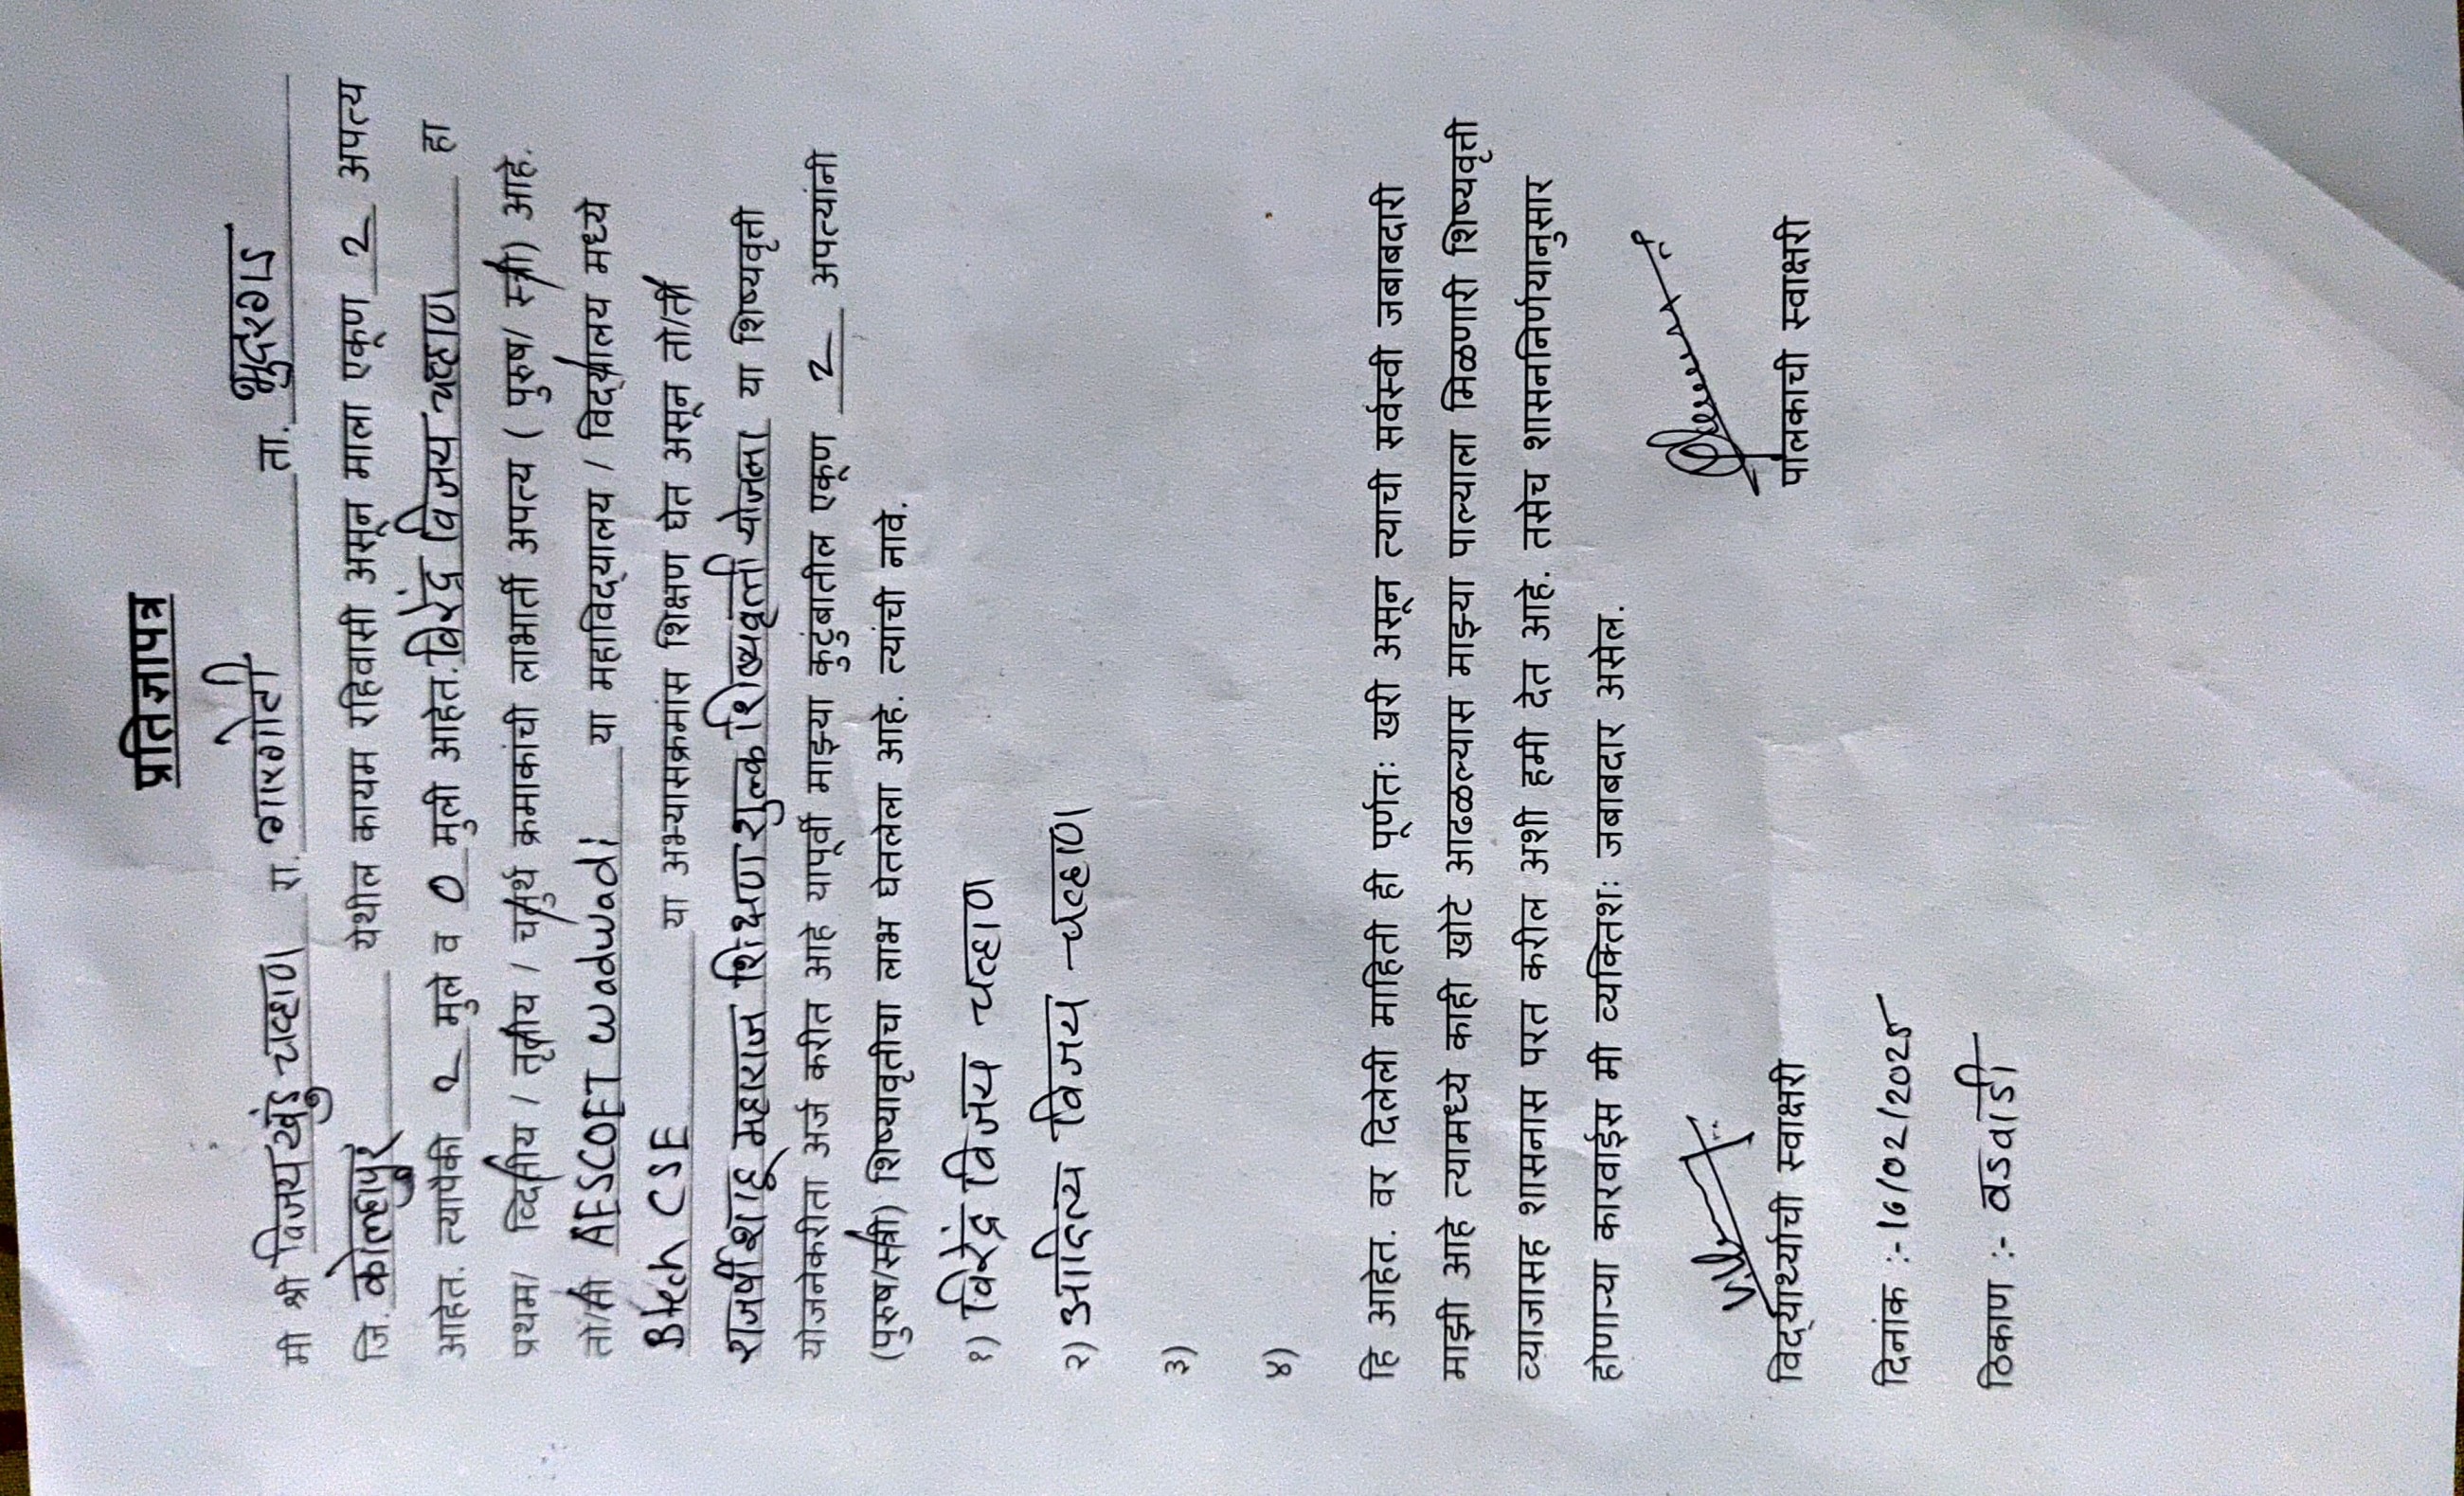 प्रतिज्ञापत्र
मी श्री विजय खंडु चव्हाण रा. गारगोटी ता. भुदरगड
जि. कोल्हापुर येथील कायम रहिवासी असून माला एकूण 2 अपत्य
आहेत. त्यापैकी २ मुले व 0 मुली आहेत. विरेंद्र विजय चव्हाण हा
प्रथम/ व्दितीय / तृतीय / चतुर्थ क्रमाकांची लाभार्ती अपत्य ( पुरुष/ स्त्री) आहे.
तो/ती AESCOET Wadwadi या महाविद्यालय / विद्यालय मध्ये
Btech CSE या अभ्यासक्रमांस शिक्षण घेत असून तो/ती
राजर्षी शाहू महाराज शिक्षण शुल्क शिष्यवृत्ती योजना या शिष्यवृत्ती
योजनेकरीता अर्ज करीत आहे यापूर्वी माझ्या कुटुंबातील एकूण 2 अपत्यांनी
(पुरुष/स्त्री) शिष्यावृतीचा लाभ घेतलेला आहे. त्यांची नावे.
१) विरेंद्र विजय चव्हाण
२) आदित्य विजय चव्हाण
३)
४)
हि आहेत. वर दिलेली माहिती ही पूर्णतः खरी असून त्याची सर्वस्वी जबाबदारी
माझी आहे त्यामध्ये काही खोटे आढळल्यास माझ्या पाल्याला मिळणारी शिष्यवृत्ती
व्याजासह शासनास परत करील अशी हमी देत आहे. तसेच शासननिर्णयानुसार
होणाऱ्या कारवाईस मी व्यक्तिशः जबाबदार असेल.
विद्यार्थ्याची स्वाक्षरी पालकाची स्वाक्षरी
दिनांक :- 16/02/2025
ठिकाण :- वडवाडी